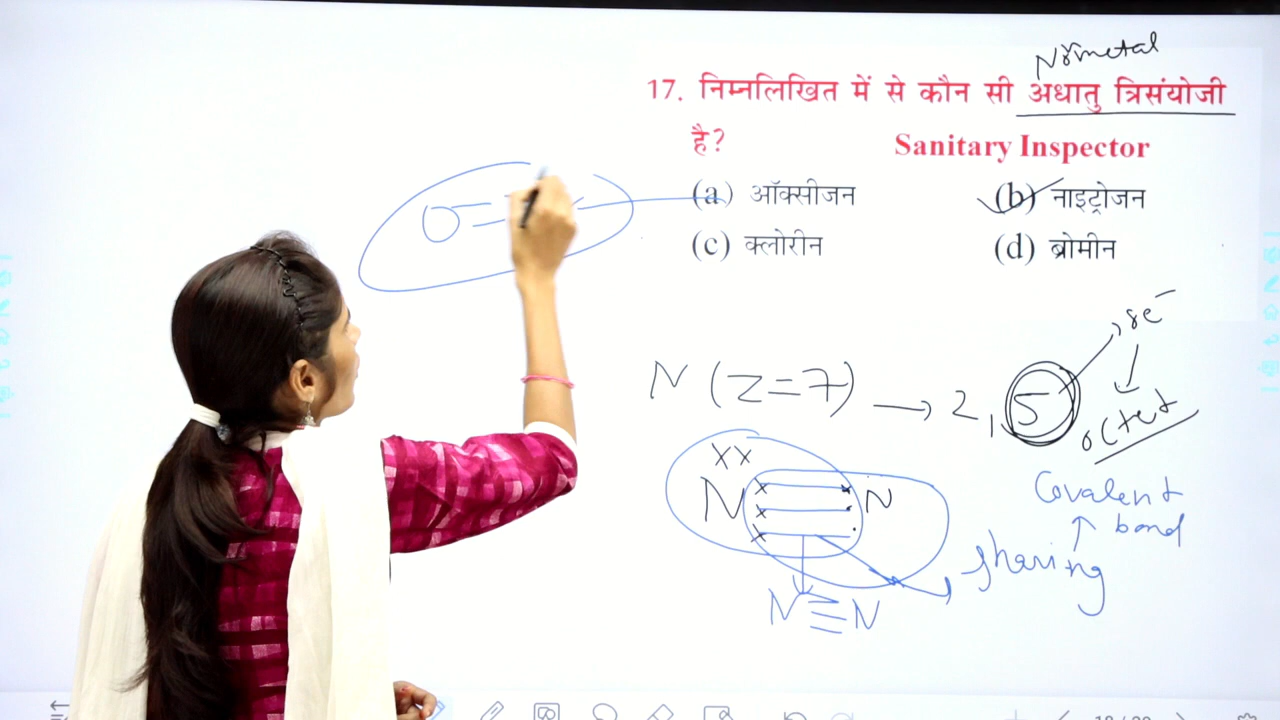 Nonmetal
17. निम्नलिखित में से कौन सी अधातु त्रिसंयोजी
है? Sanitary Inspector
(a) ऑक्सीजन (b) नाइट्रोजन
(c) क्लोरीन (d) ब्रोमीन
O=
N (Z=7) → 2, 5
8e⁻
octet
xx
N x x x N
N≡N
sharing
Covalent
bond